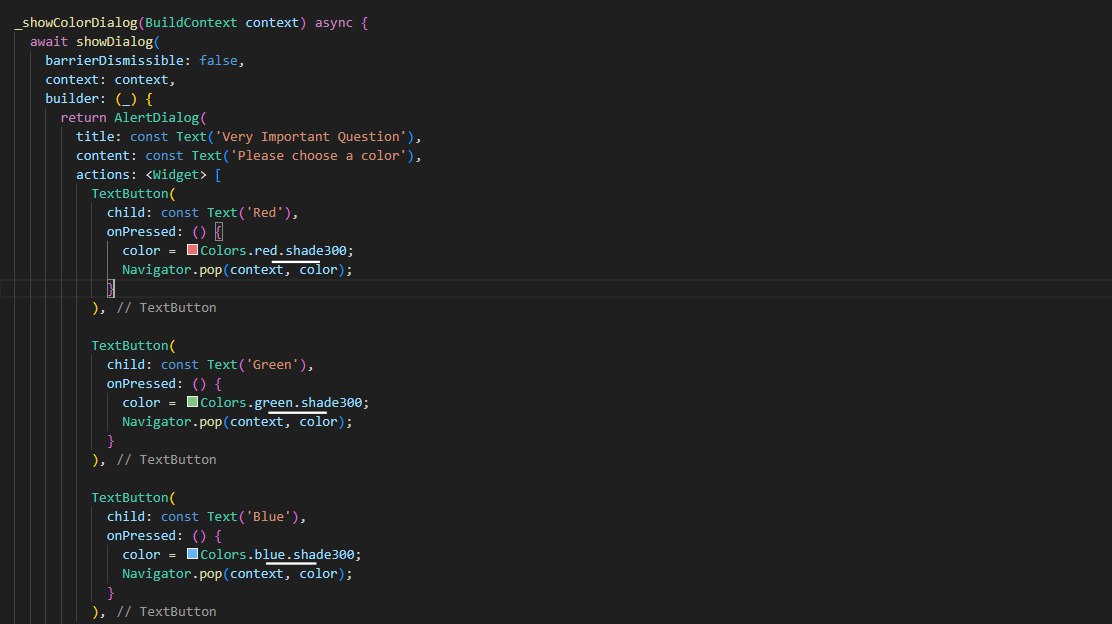 _showColorDialog(BuildContext context) async {
await showDialog(
barrierDismissible: false,
context: context,
builder: (_) {
return AlertDialog(
title: const Text('Very Important Question'),
content: const Text('Please choose a color'),
actions: <Widget> [
TextButton(
child: const Text('Red'),
onPressed: () {
color = Colors.red.shade300;
Navigator.pop(context, color);
}
), // TextButton
TextButton(
child: const Text('Green'),
onPressed: () {
color = Colors.green.shade300;
Navigator.pop(context, color);
}
), // TextButton
TextButton(
child: const Text('Blue'),
onPressed: () {
color = Colors.blue.shade300;
Navigator.pop(context, color);
}
), // TextButton